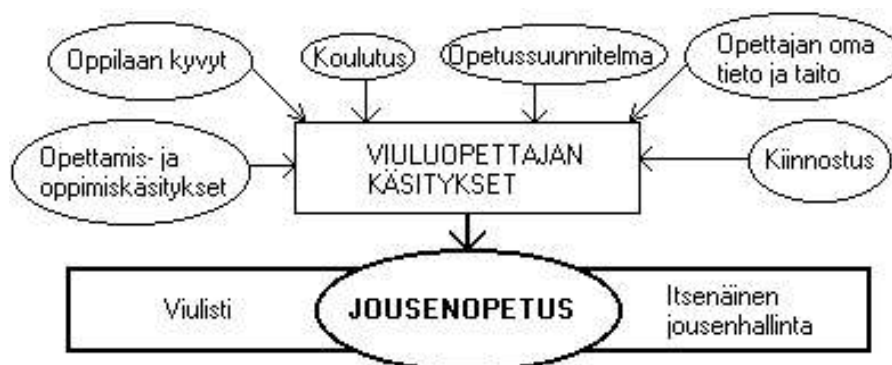 Oppilaan kyvyt
Koulutus
Opetussuunnitelma
Opettajan oma
tieto ja taito
Opettamis- ja
oppimiskäsitykset
VIULUOPETTAJAN
KÄSITYKSET
Kiinnostus
Viulisti
JOUSENOPETUS
Itsenäinen
jousenhallinta